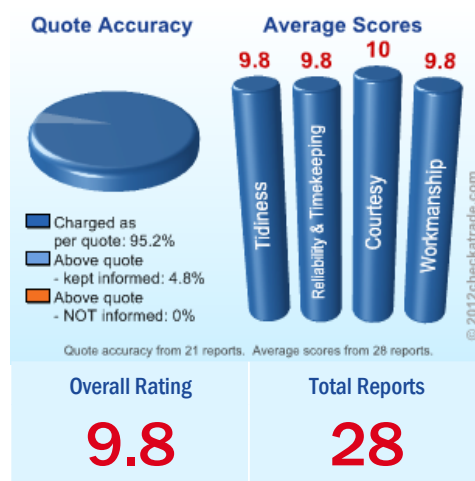 Quote Accuracy
Average Scores
9.8
9.8
10
9.8
Tidiness
Reliability & Timekeeping
Courtesy
Workmanship
Charged as
per quote: 95.2%
Above quote
- kept informed: 4.8%
Above quote
- NOT informed: 0%
© 2012checkatrade.com
Quote accuracy from 21 reports. Average scores from 28 reports.
Overall Rating
Total Reports
9.8
28